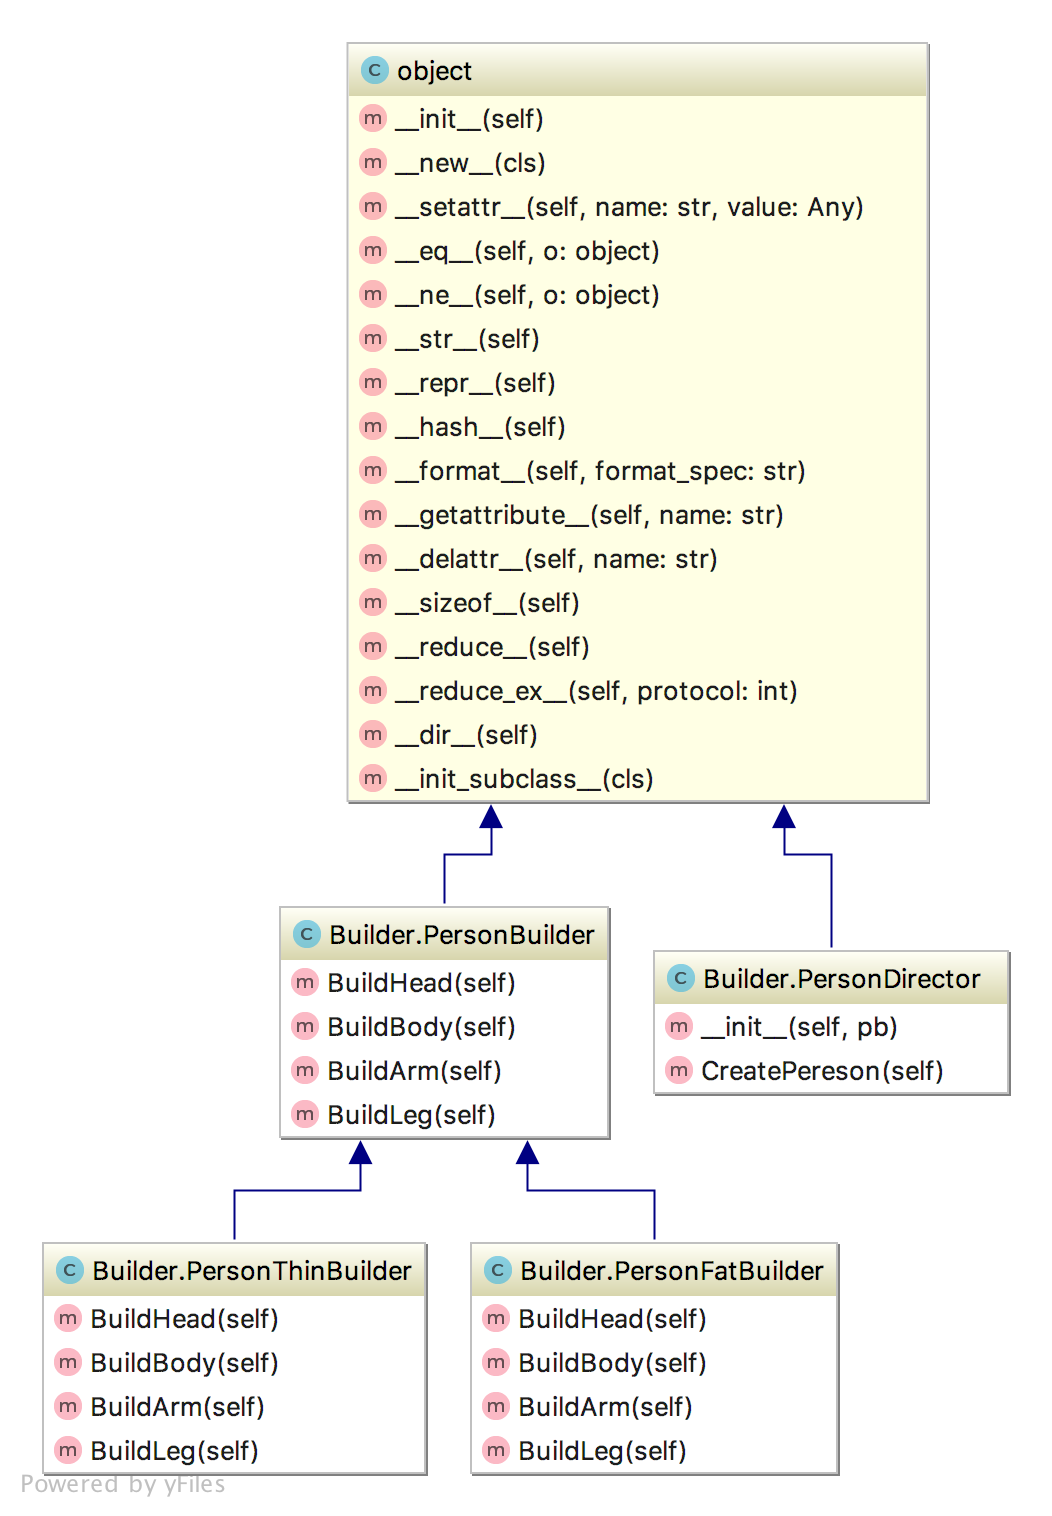 object
__init__(self)
__new__(cls)
__setattr__(self, name: str, value: Any)
__eq__(self, o: object)
__ne__(self, o: object)
__str__(self)
__repr__(self)
__hash__(self)
__format__(self, format_spec: str)
__getattribute__(self, name: str)
__delattr__(self, name: str)
__sizeof__(self)
__reduce__(self)
__reduce_ex__(self, protocol: int)
__dir__(self)
__init_subclass__(cls)
Builder.PersonBuilder
BuildHead(self)
BuildBody(self)
BuildArm(self)
BuildLeg(self)
Builder.PersonDirector
__init__(self, pb)
CreatePereson(self)
Builder.PersonThinBuilder
BuildHead(self)
BuildBody(self)
BuildArm(self)
BuildLeg(self)
Builder.PersonFatBuilder
BuildHead(self)
BuildBody(self)
BuildArm(self)
BuildLeg(self)
Powered by yFiles